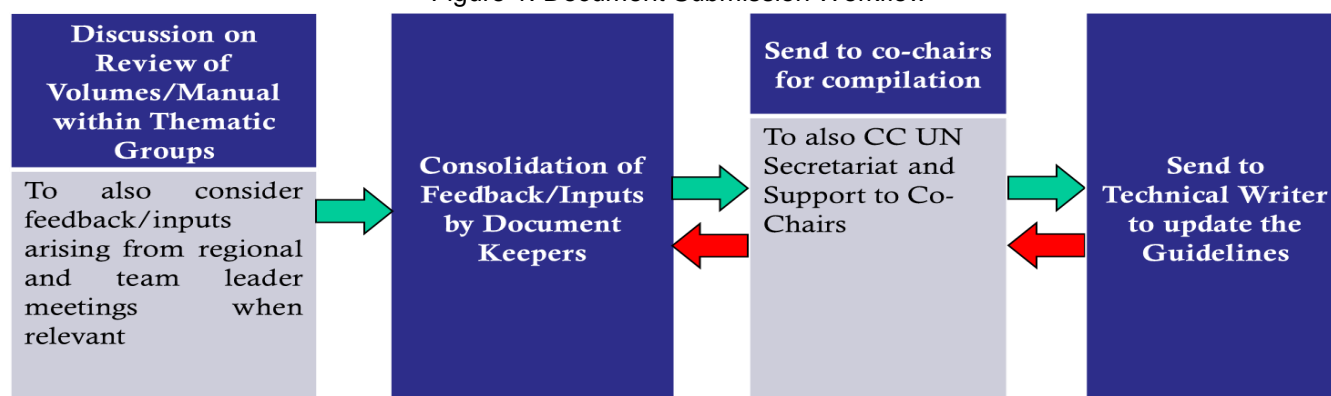 Figure 1: Document Submission Workflow
Discussion on
Review of
Volumes/Manual
within Thematic
Groups
To also consider
feedback/inputs
arising from regional
and team leader
meetings when
relevant
Consolidation of
Feedback/Inputs
by Document
Keepers
Send to co-chairs
for compilation
To also CC UN
Secretariat and
Support to Co-
Chairs
Send to
Technical Writer
to update the
Guidelines